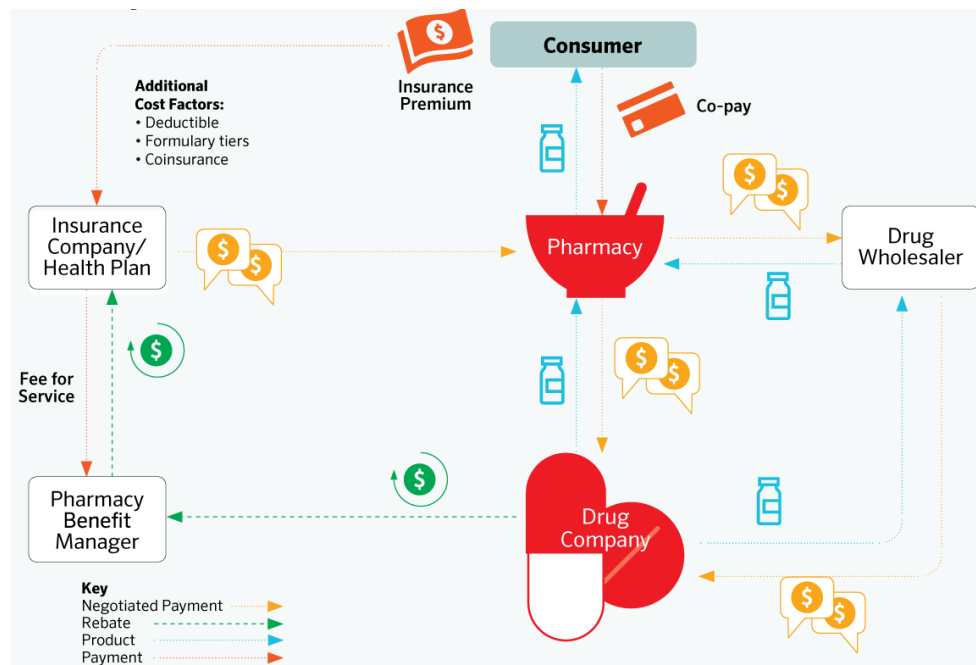 Consumer
Insurance
Premium
Co-pay
Additional
Cost Factors:
• Deductible
• Formulary tiers
• Coinsurance
$
$
$
Insurance
Company/
Health Plan
$
$
Pharmacy
Drug
Wholesaler
$
$
$
Fee for
Service
$
Pharmacy
Benefit
Manager
Drug
Company
$
$
Key
Negotiated Payment
Rebate
Product
Payment